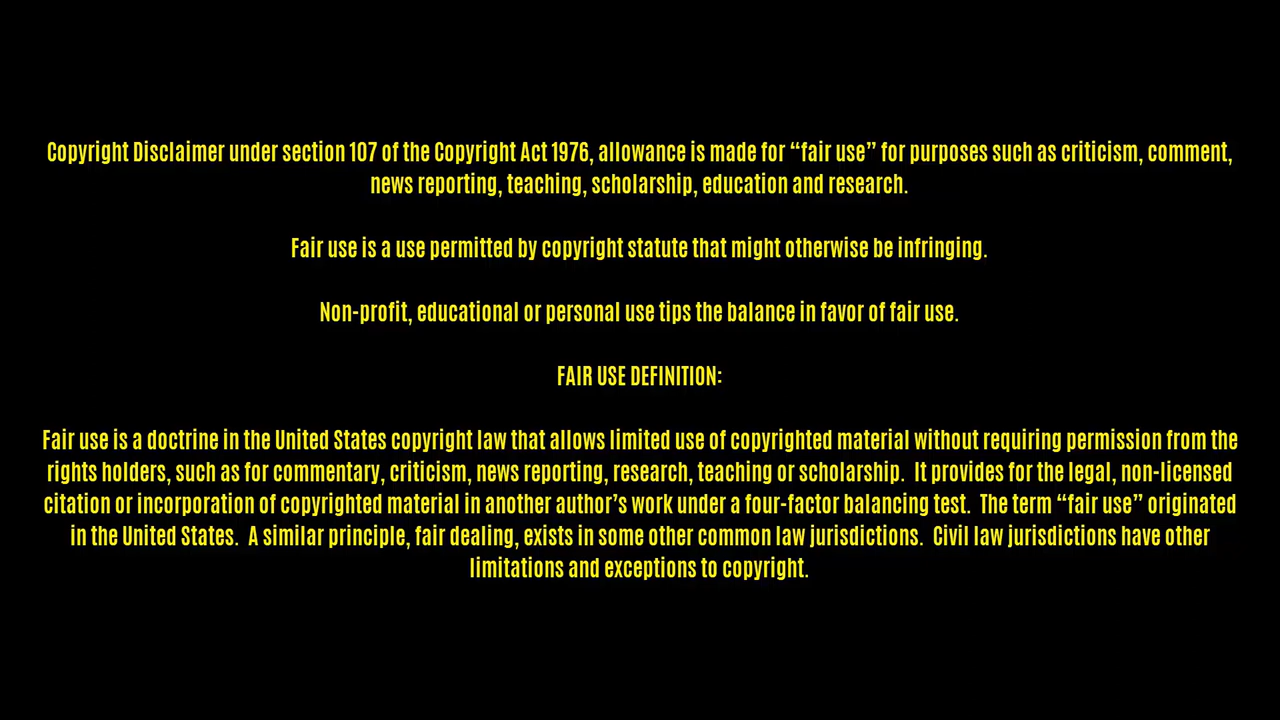 Copyright Disclaimer under section 107 of the Copyright Act 1976, allowance is made for “fair use” for purposes such as criticism, comment,
news reporting, teaching, scholarship, education and research.
Fair use is a use permitted by copyright statute that might otherwise be infringing.
Non-profit, educational or personal use tips the balance in favor of fair use.
FAIR USE DEFINITION:
Fair use is a doctrine in the United States copyright law that allows limited use of copyrighted material without requiring permission from the
rights holders, such as for commentary, criticism, news reporting, research, teaching or scholarship.  It provides for the legal, non-licensed
citation or incorporation of copyrighted material in another author’s work under a four-factor balancing test.  The term “fair use” originated
in the United States.  A similar principle, fair dealing, exists in some other common law jurisdictions.  Civil law jurisdictions have other
limitations and exceptions to copyright.